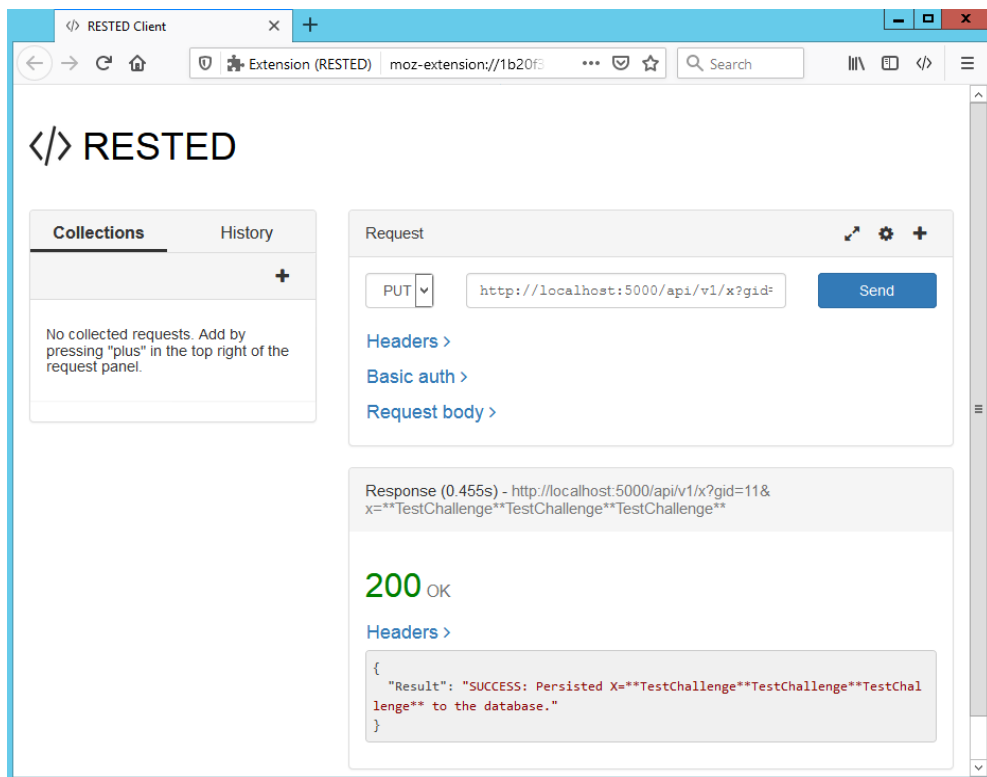 </> RESTED Client
Extension (RESTED) moz-extension://1b20f3 Search
</> RESTED
Collections History
No collected requests. Add by
pressing "plus" in the top right of the
request panel.
Request
PUT http://localhost:5000/api/v1/x?gid= Send
Headers >
Basic auth >
Request body >
Response (0.455s) - http://localhost:5000/api/v1/x?gid=11&
x=**TestChallenge**TestChallenge**TestChallenge**
200 OK
Headers >
{
"Result": "SUCCESS: Persisted X=**TestChallenge**TestChallenge**TestChal
lenge** to the database."
}